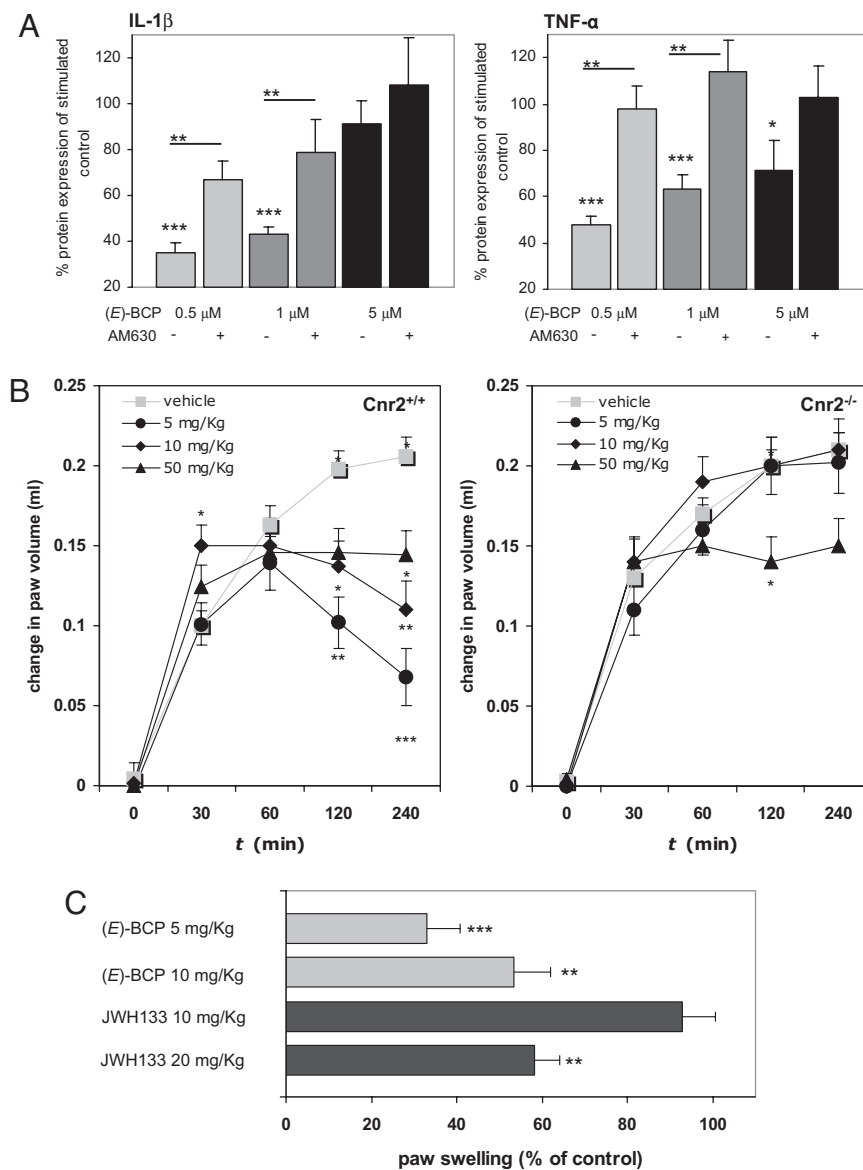 A
IL-1β
% protein expression of stimulated
control
120
100
80
60
40
20
***
**
***
**
(E)-BCP 0.5 µM 1 µM 5 µM
AM630 - + - + - +
TNF-α
% protein expression of stimulated
control
120
100
80
60
40
20
***
**
***
**
*
(E)-BCP 0.5 µM 1 µM 5 µM
AM630 - + - + - +
B
Cnr2+/+
vehicle
5 mg/Kg
10 mg/Kg
50 mg/Kg
change in paw volume (ml)
0.25
0.2
0.15
0.1
0.05
0
*
*
*
*
*
**
**
***
0 30 60 120 240
t (min)
Cnr2-/-
vehicle
5 mg/Kg
10 mg/Kg
50 mg/Kg
change in paw volume (ml)
0.25
0.2
0.15
0.1
0.05
0
*
*
0 30 60 120 240
t (min)
C
(E)-BCP 5 mg/Kg ***
(E)-BCP 10 mg/Kg **
JWH133 10 mg/Kg
JWH133 20 mg/Kg **
0 20 40 60 80 100
paw swelling (% of control)